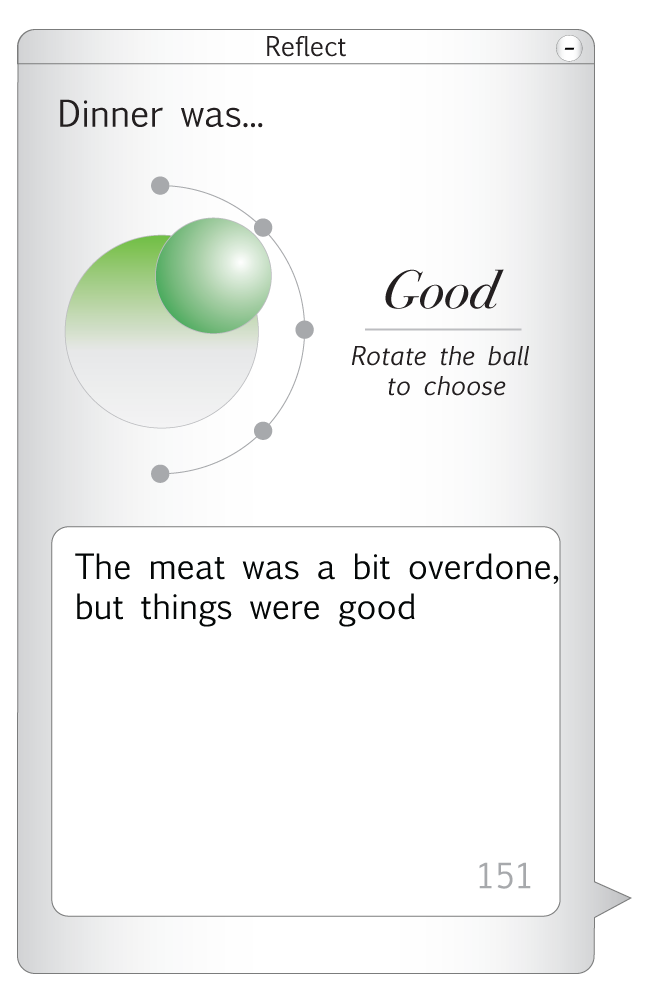 Reflect
-
Dinner was...
Good
Rotate the ball
to choose
The meat was a bit overdone,
but things were good
151